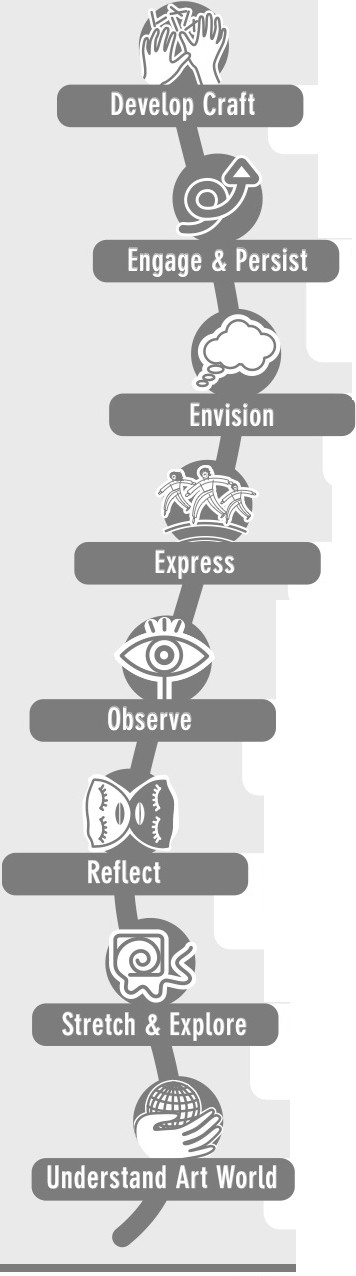 Develop Craft
Engage & Persist
Envision
Express
Observe
Reflect
Stretch & Explore
Understand Art World